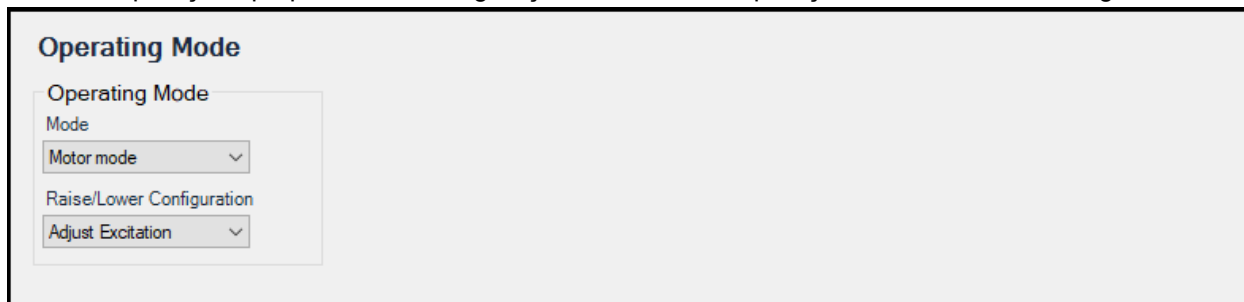 Operating Mode
Operating Mode
Mode
Motor mode
Raise/Lower Configuration
Adjust Excitation